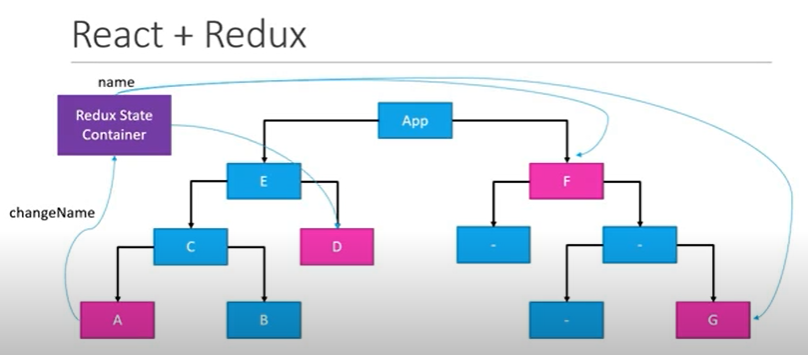 React + Redux
name
Redux State
Container
App
E
F
changeName
C
D
-
-
A
B
-
G